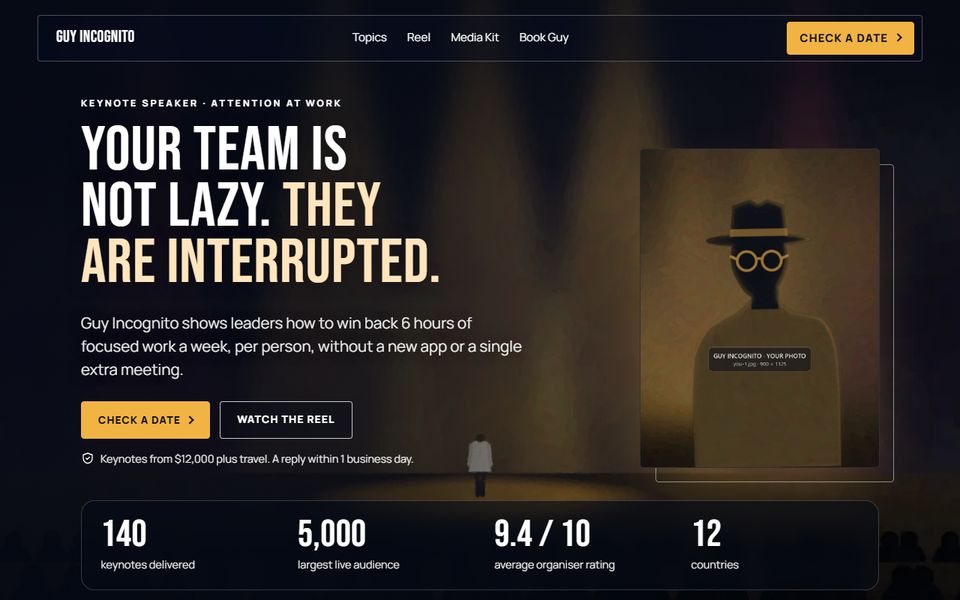 GUY INCOGNITO
Topics
Reel
Media Kit
Book Guy
CHECK A DATE
KEYNOTE SPEAKER · ATTENTION AT WORK
YOUR TEAM IS
NOT LAZY. THEY
ARE INTERRUPTED.
Guy Incognito shows leaders how to win back 6 hours of
focused work a week, per person, without a new app or a single
extra meeting.
CHECK A DATE
WATCH THE REEL
Keynotes from $12,000 plus travel. A reply within 1 business day.
GUY INCOGNITO · YOUR PHOTO
you-1.jpg · 900 × 1125
140
keynotes delivered
5,000
largest live audience
9.4 / 10
average organiser rating
12
countries